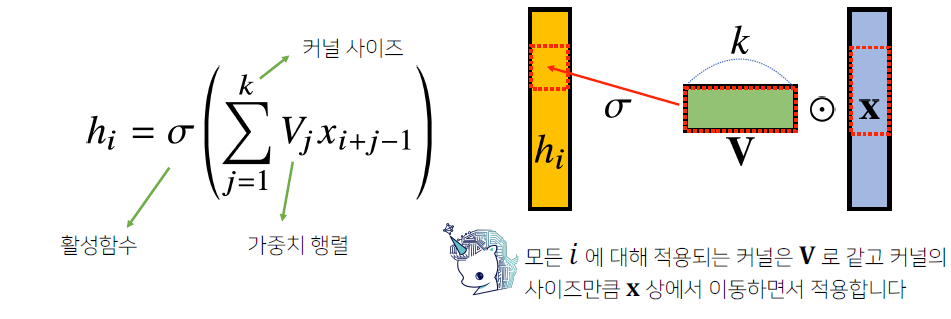 커널 사이즈
h_i = σ ( ∑_{j=1}^{k} V_j x_{i+j-1} )
활성함수
가중치 행렬
k
σ
⊙
x
h_i
V
모든 i 에 대해 적용되는 커널은 V 로 같고 커널의
사이즈만큼 x 상에서 이동하면서 적용합니다